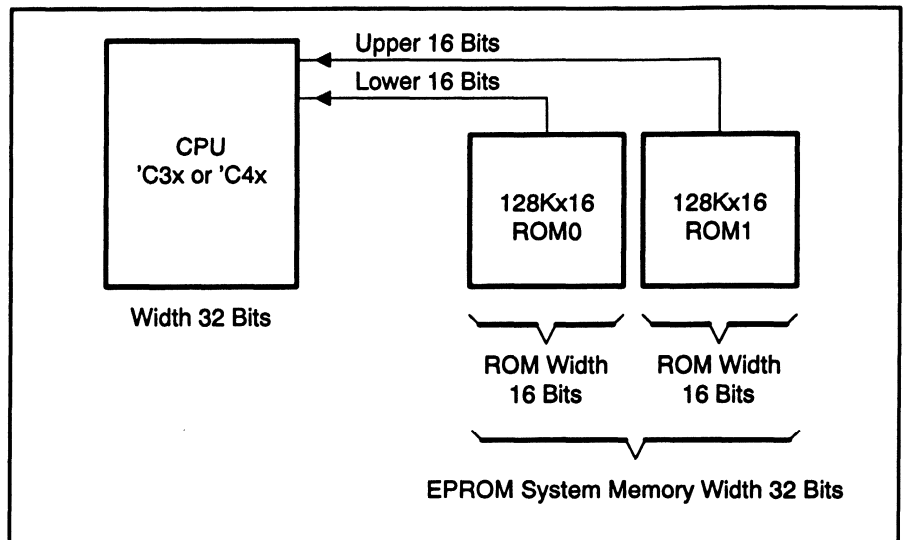 Upper 16 Bits
Lower 16 Bits
CPU
'C3x or 'C4x
128Kx16
ROM0
128Kx16
ROM1
Width 32 Bits
ROM Width
16 Bits
ROM Width
16 Bits
EPROM System Memory Width 32 Bits